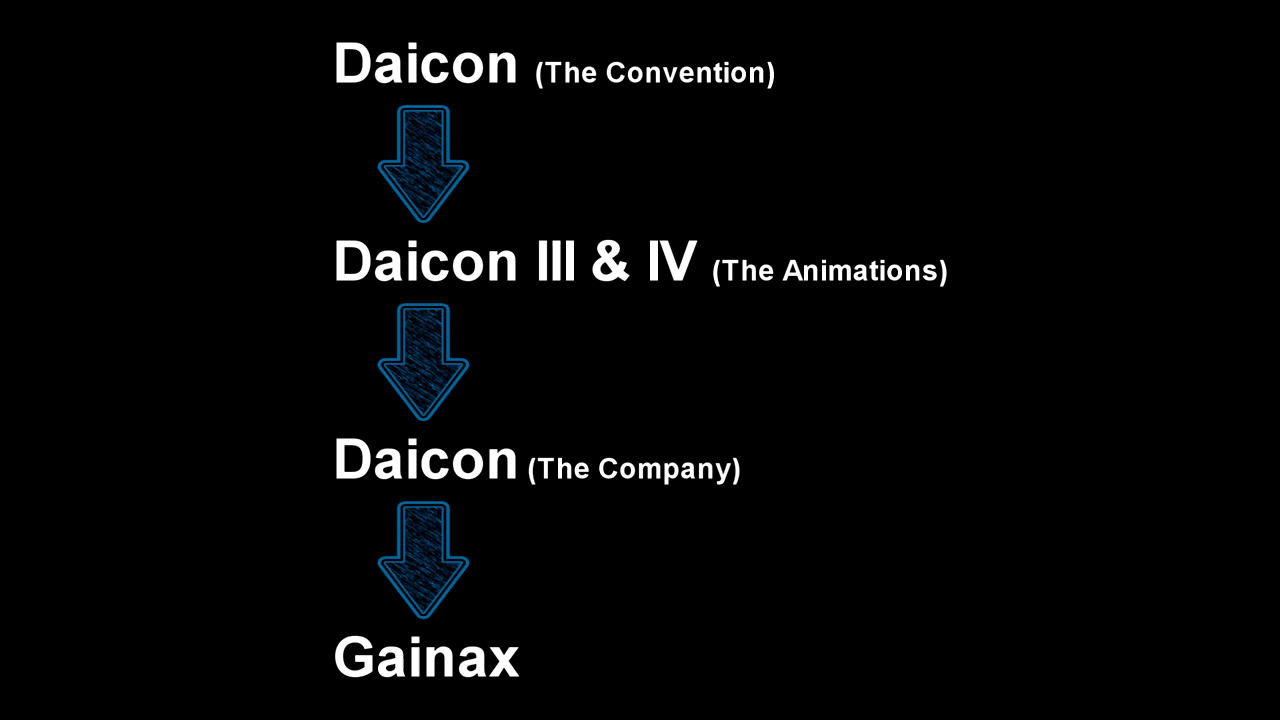 Daicon (The Convention)
Daicon III & IV (The Animations)
Daicon (The Company)
Gainax